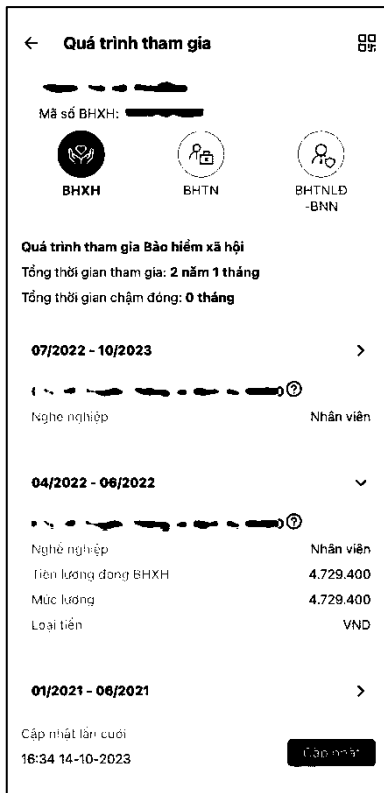 Quá trình tham gia
Mã số BHXH:
BHXH
BHTN
BHTNLĐ
-BNN
Quá trình tham gia Bảo hiểm xã hội
Tổng thời gian tham gia: 2 năm 1 tháng
Tổng thời gian chậm đóng: 0 tháng
07/2022 - 10/2023
Nghề nghiệp Nhân viên
04/2022 - 06/2022
Nghề nghiệp Nhân viên
Tiền lương đóng BHXH 4.729.400
Mức lương 4.729.400
Loại tiền VND
01/2021 - 06/2021
Cập nhật lần cuối
16:34 14-10-2023
Cập nhật